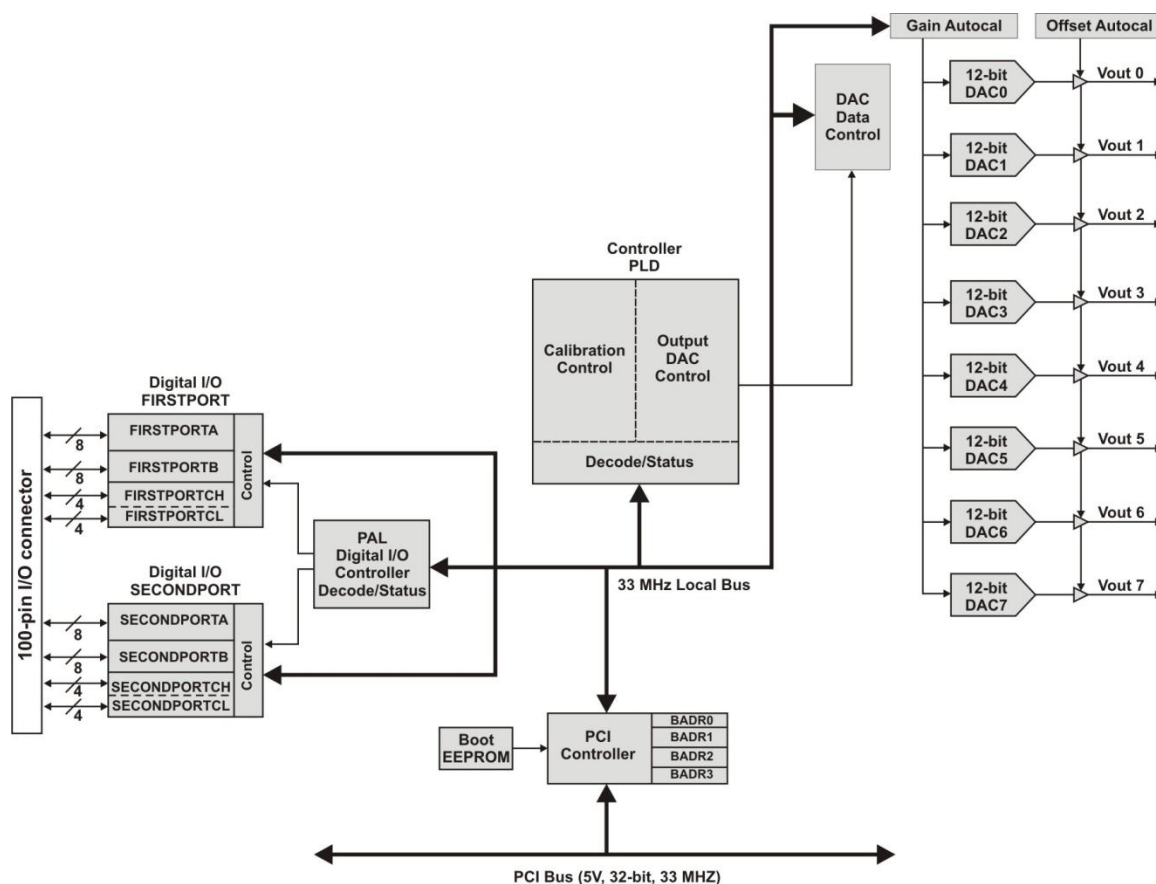 Gain Autocal
Offset Autocal
12-bit
DAC0
Vout 0
DAC
Data
Control
12-bit
DAC1
Vout 1
12-bit
DAC2
Vout 2
Controller
PLD
12-bit
DAC3
Vout 3
Calibration
Control
Output
DAC
Control
12-bit
DAC4
Vout 4
Decode/Status
12-bit
DAC5
Vout 5
12-bit
DAC6
Vout 6
12-bit
DAC7
Vout 7
100-pin I/O connector
Digital I/O
FIRSTPORT
8
FIRSTPORTA
8
FIRSTPORTB
4
FIRSTPORTCH
4
FIRSTPORTCL
Control
PAL
Digital I/O
Controller
Decode/Status
33 MHz Local Bus
Digital I/O
SECONDPORT
8
SECONDPORTA
8
SECONDPORTB
4
SECONDPORTCH
4
SECONDPORTCL
Control
Boot
EEPROM
PCI
Controller
BADR0
BADR1
BADR2
BADR3
PCI Bus (5V, 32-bit, 33 MHZ)